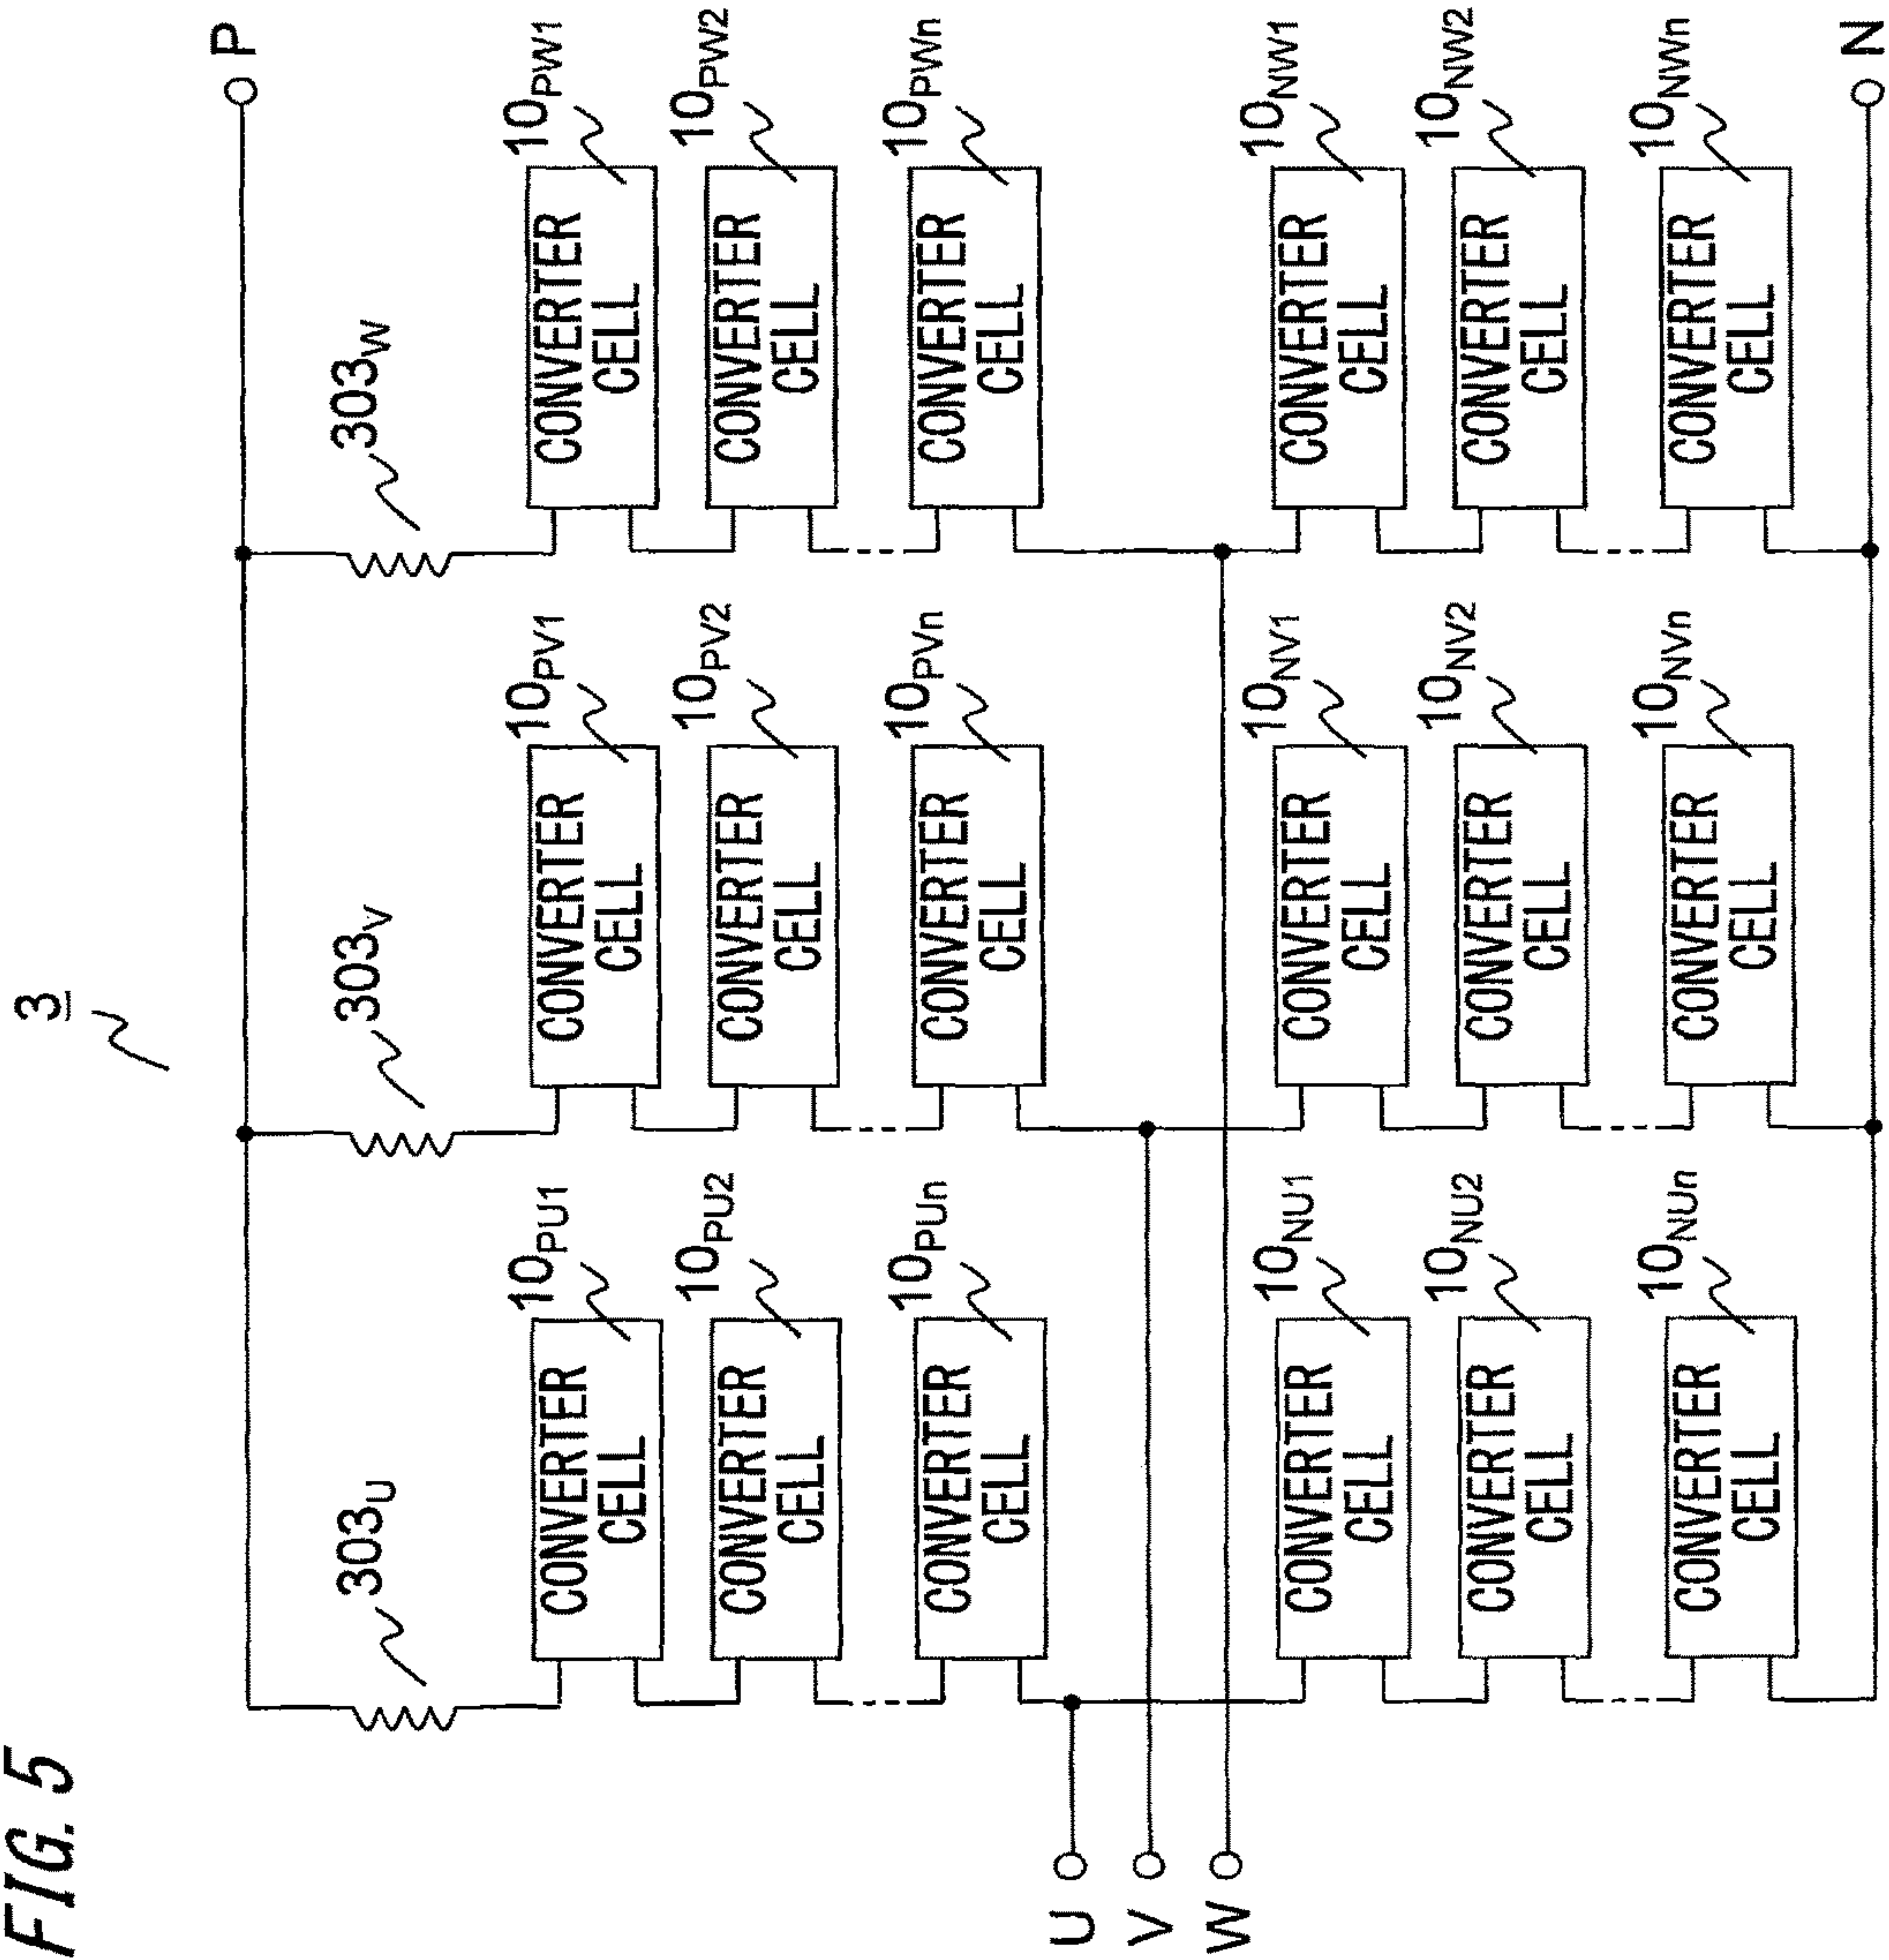 FIG. 5
3
P
303W
303V
303U
10PW1
CONVERTER
CELL
10PW2
CONVERTER
CELL
10PWn
CONVERTER
CELL
10NW1
CONVERTER
CELL
10NW2
CONVERTER
CELL
10NWn
CONVERTER
CELL
10PV1
CONVERTER
CELL
10PV2
CONVERTER
CELL
10PVn
CONVERTER
CELL
10NV1
CONVERTER
CELL
10NV2
CONVERTER
CELL
10NVn
CONVERTER
CELL
10PU1
CONVERTER
CELL
10PU2
CONVERTER
CELL
10PUn
CONVERTER
CELL
10NU1
CONVERTER
CELL
10NU2
CONVERTER
CELL
10NUn
CONVERTER
CELL
U
V
W
N